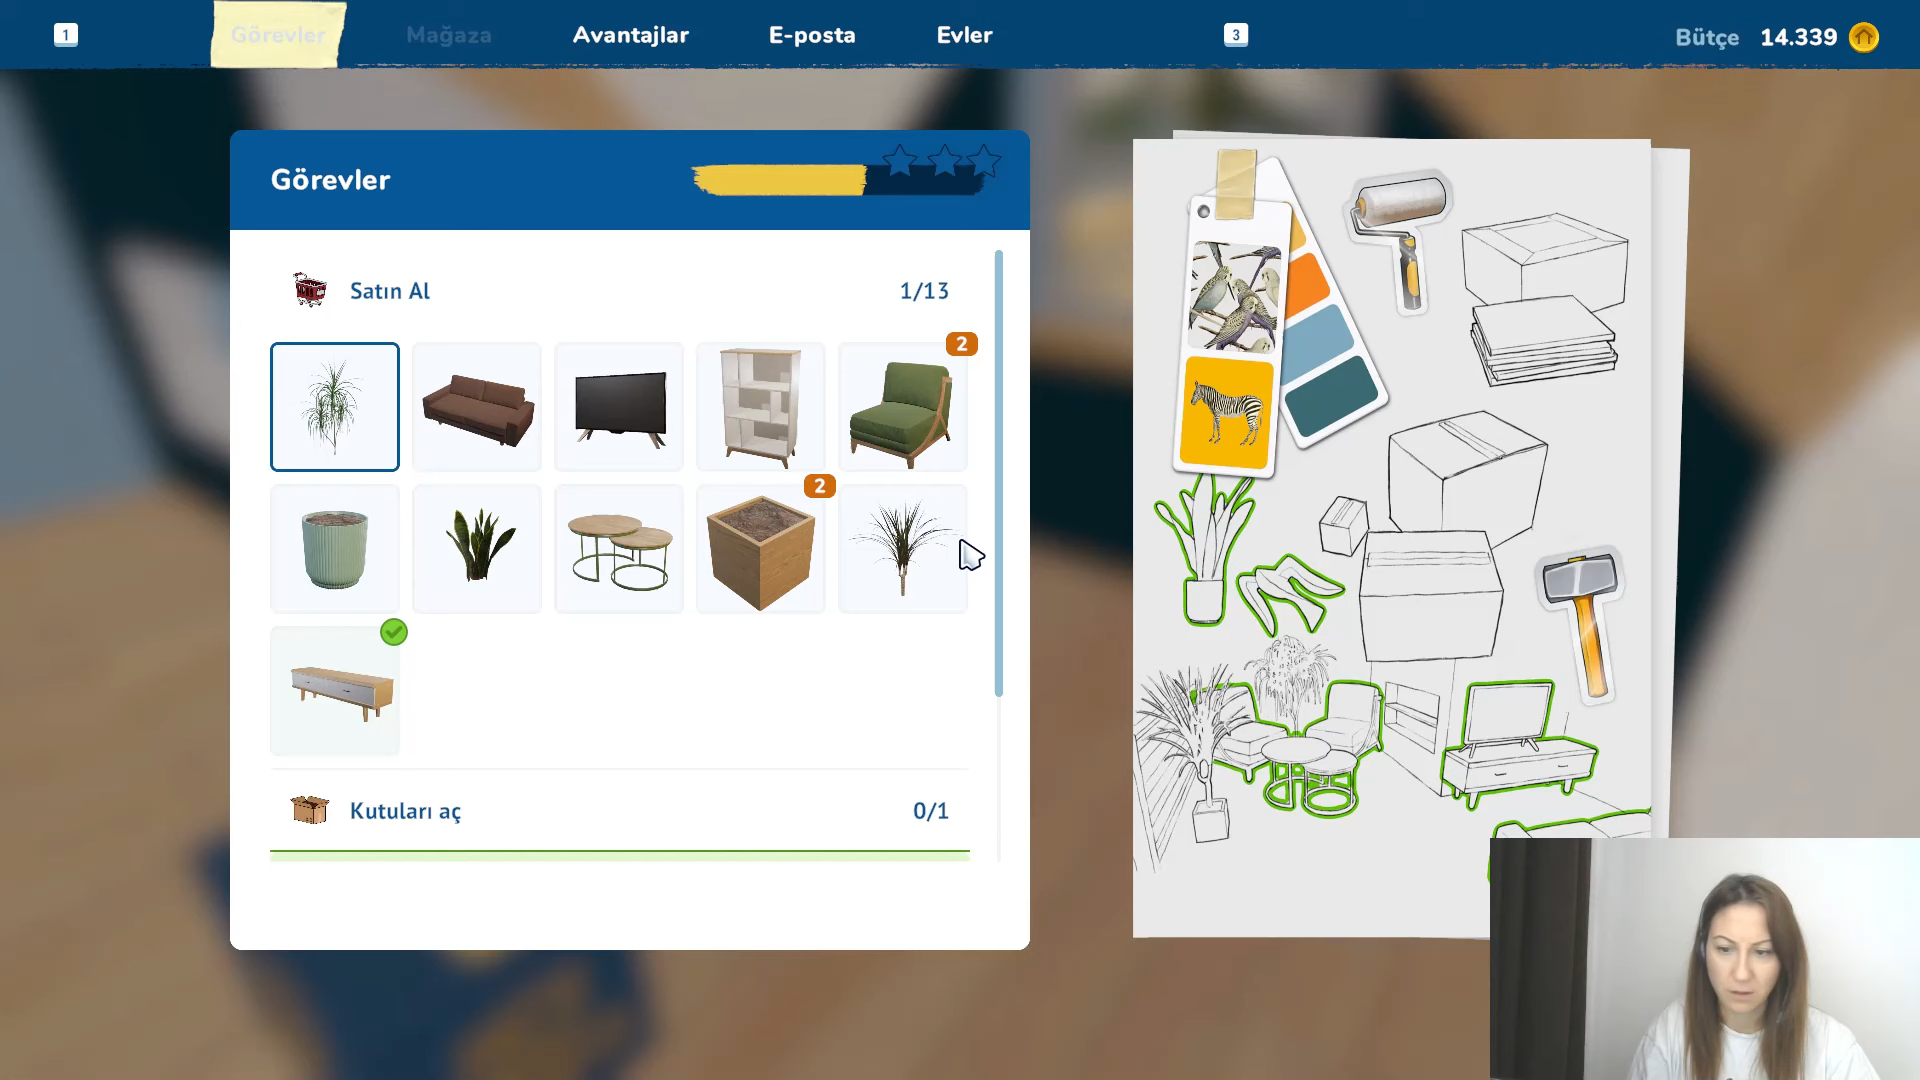 1
Görevler
Mağaza
Avantajlar
E-posta
Evler
3
Bütçe 14.339
Görevler
Satın Al 1/13
2
2
Kutuları aç 0/1